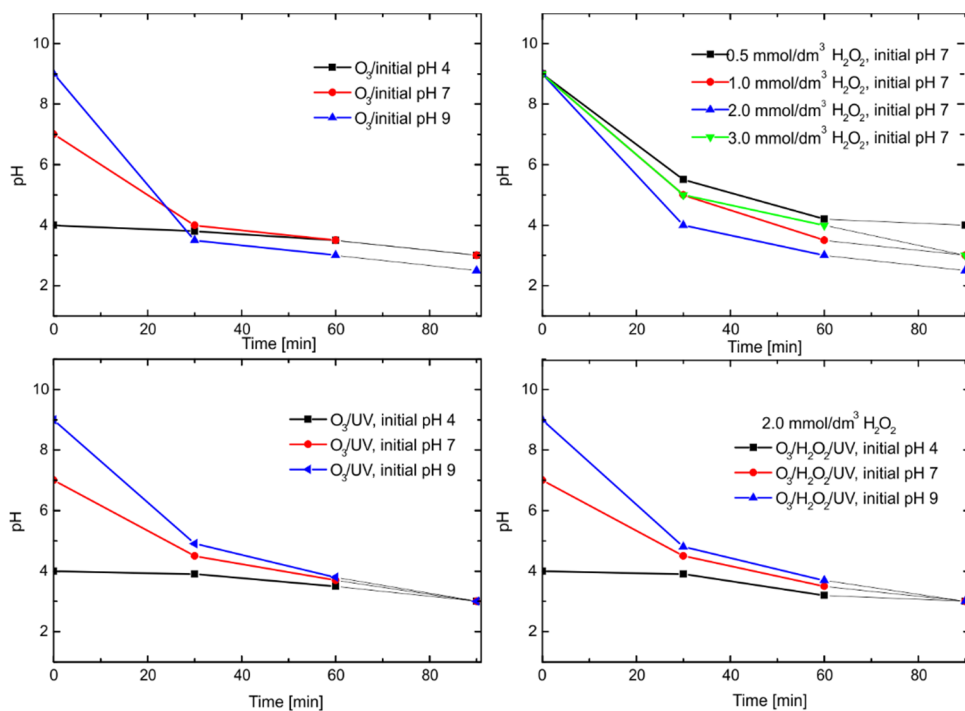 10
8
6
4
2
pH
0
20
40
60
80
Time [min]
O₃/initial pH 4
O₃/initial pH 7
O₃/initial pH 9
10
8
6
4
2
pH
0
20
40
60
80
Time [min]
0.5 mmol/dm³ H₂O₂, initial pH 7
1.0 mmol/dm³ H₂O₂, initial pH 7
2.0 mmol/dm³ H₂O₂, initial pH 7
3.0 mmol/dm³ H₂O₂, initial pH 7
10
8
6
4
2
pH
0
20
40
60
80
Time [min]
O₃/UV, initial pH 4
O₃/UV, initial pH 7
O₃/UV, initial pH 9
10
8
6
4
2
pH
0
20
40
60
80
Time [min]
2.0 mmol/dm³ H₂O₂
O₃/H₂O₂/UV, initial pH 4
O₃/H₂O₂/UV, initial pH 7
O₃/H₂O₂/UV, initial pH 9